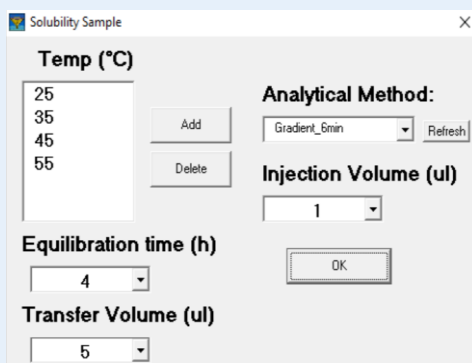 Solubility Sample
Temp (°C)
25
35
45
55
Add
Delete
Equilibration time (h)
4
Transfer Volume (ul)
5
Analytical Method:
Gradient_6min
Refresh
Injection Volume (ul)
1
OK